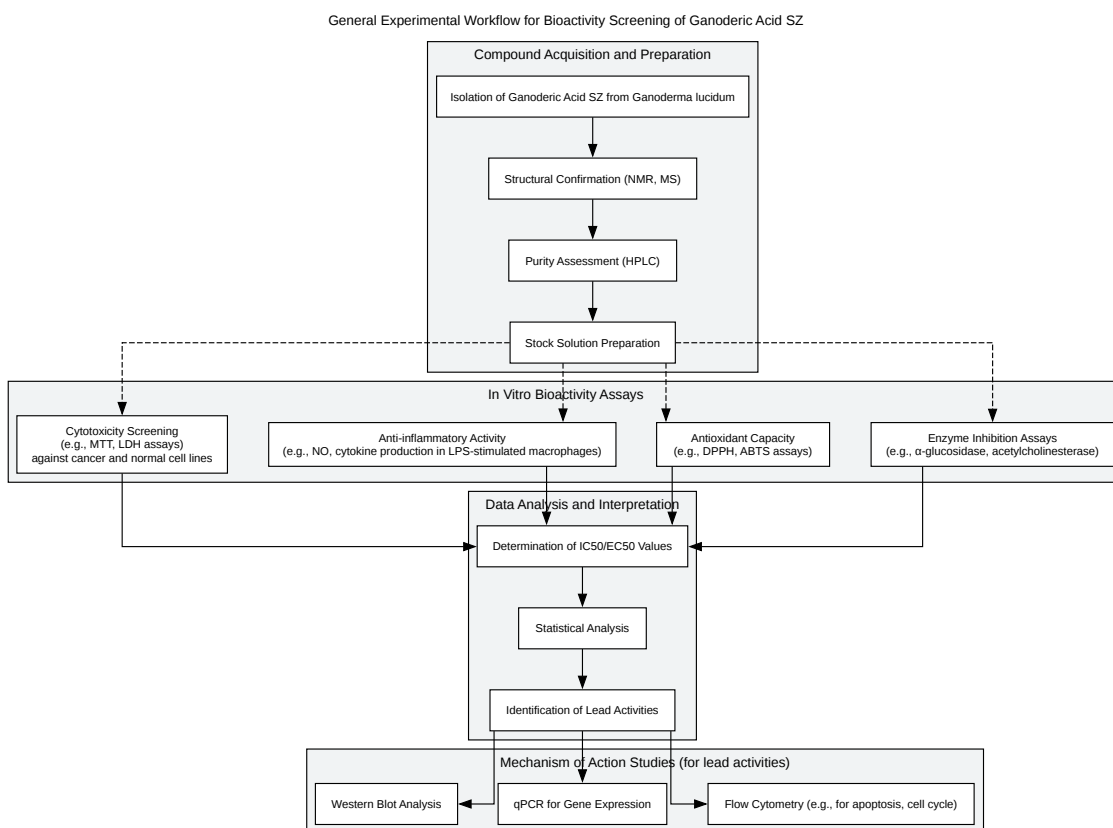 General Experimental Workflow for Bioactivity Screening of Ganoderic Acid SZ
Compound Acquisition and Preparation
Isolation of Ganoderic Acid SZ from Ganoderma lucidum
Structural Confirmation (NMR, MS)
Purity Assessment (HPLC)
Stock Solution Preparation
In Vitro Bioactivity Assays
Cytotoxicity Screening
(e.g., MTT, LDH assays)
against cancer and normal cell lines
Anti-inflammatory Activity
(e.g., NO, cytokine production in LPS-stimulated macrophages)
Antioxidant Capacity
(e.g., DPPH, ABTS assays)
Enzyme Inhibition Assays
(e.g., α-glucosidase, acetylcholinesterase)
Data Analysis and Interpretation
Determination of IC50/EC50 Values
Statistical Analysis
Identification of Lead Activities
Mechanism of Action Studies (for lead activities)
Western Blot Analysis
qPCR for Gene Expression
Flow Cytometry (e.g., for apoptosis, cell cycle)